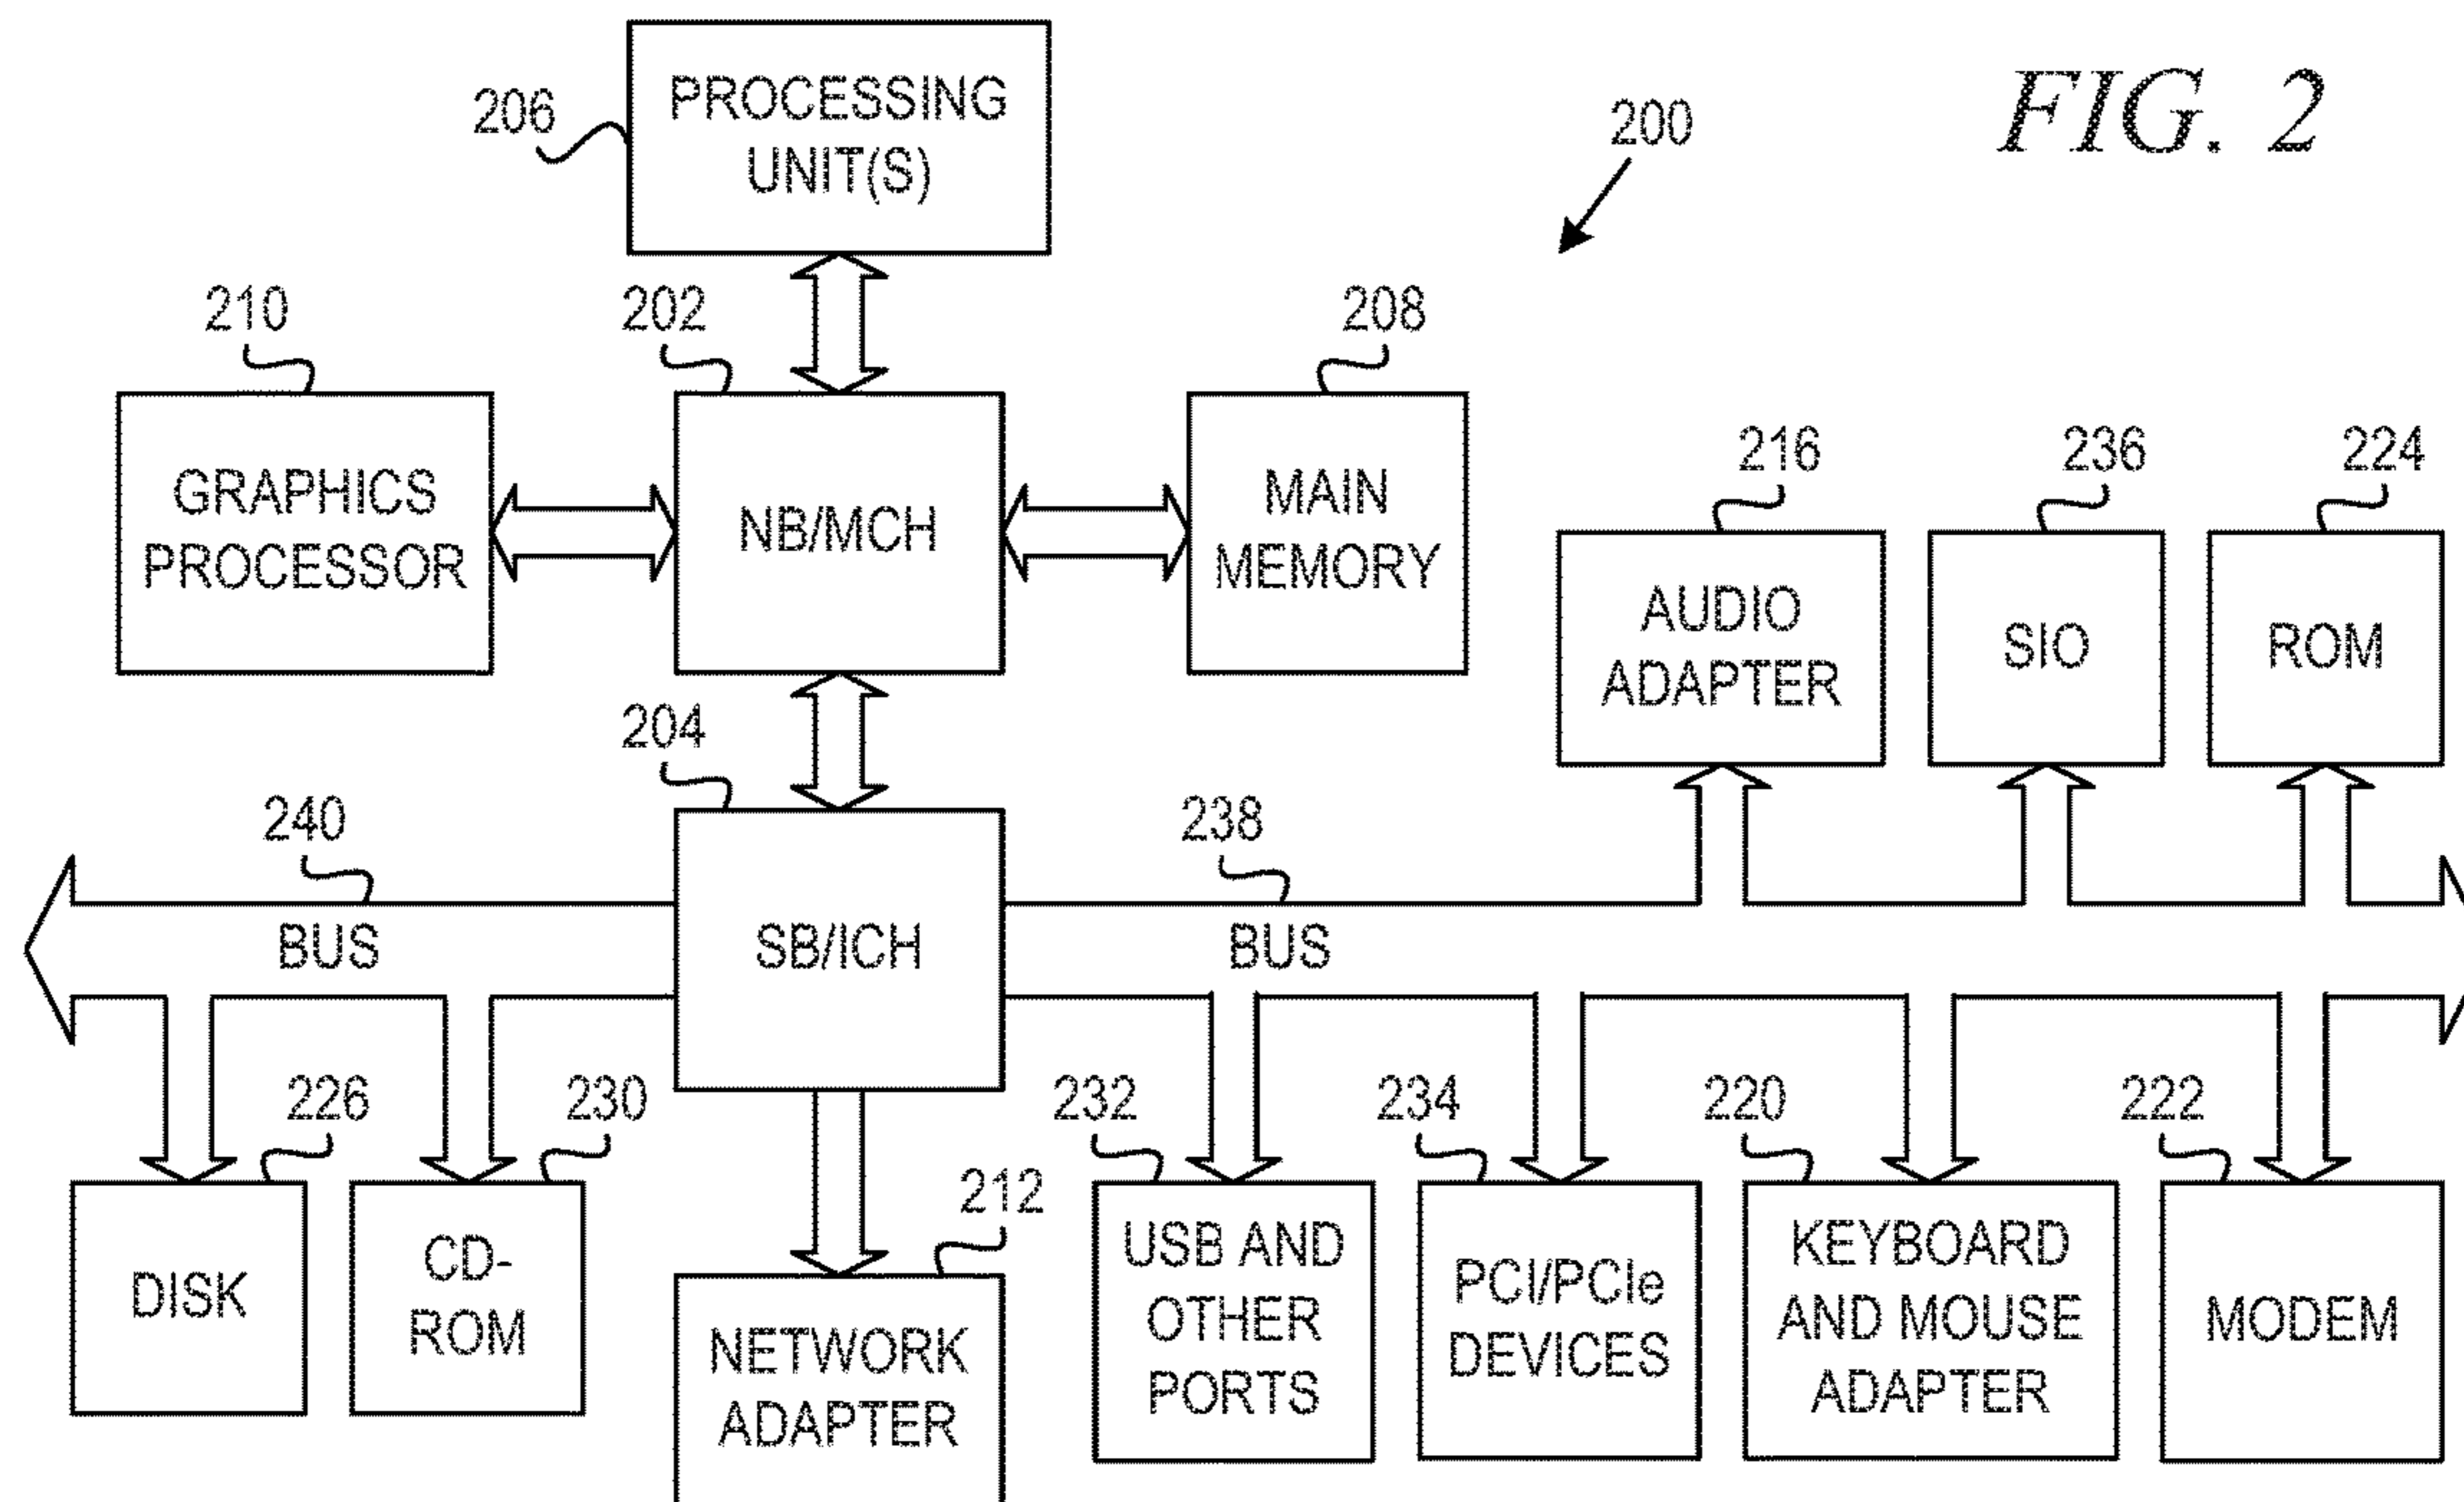 FIG. 2
200
206
PROCESSING
UNIT(S)
210
202
208
GRAPHICS
PROCESSOR
NB/MCH
MAIN
MEMORY
216
236
224
AUDIO
ADAPTER
SIO
ROM
204
240
238
BUS
SB/ICH
BUS
226
230
212
232
234
220
222
DISK
CD-
ROM
NETWORK
ADAPTER
USB AND
OTHER
PORTS
PCI/PCIe
DEVICES
KEYBOARD
AND MOUSE
ADAPTER
MODEM